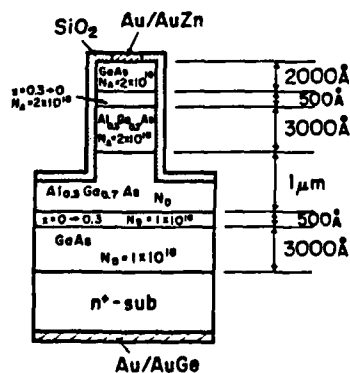 Au/AuZn
SiO2
GaAs
NA=2×10^18
x=0.3→0
NA=2×10^18
Al0.3Ga0.7As
NA=2×10^18
2000Å
500Å
3000Å
1μm
Al0.3Ga0.7As ND
x=0→0.3 ND=1×10^18
500Å
GaAs
ND=1×10^18
3000Å
n+-sub
Au/AuGe